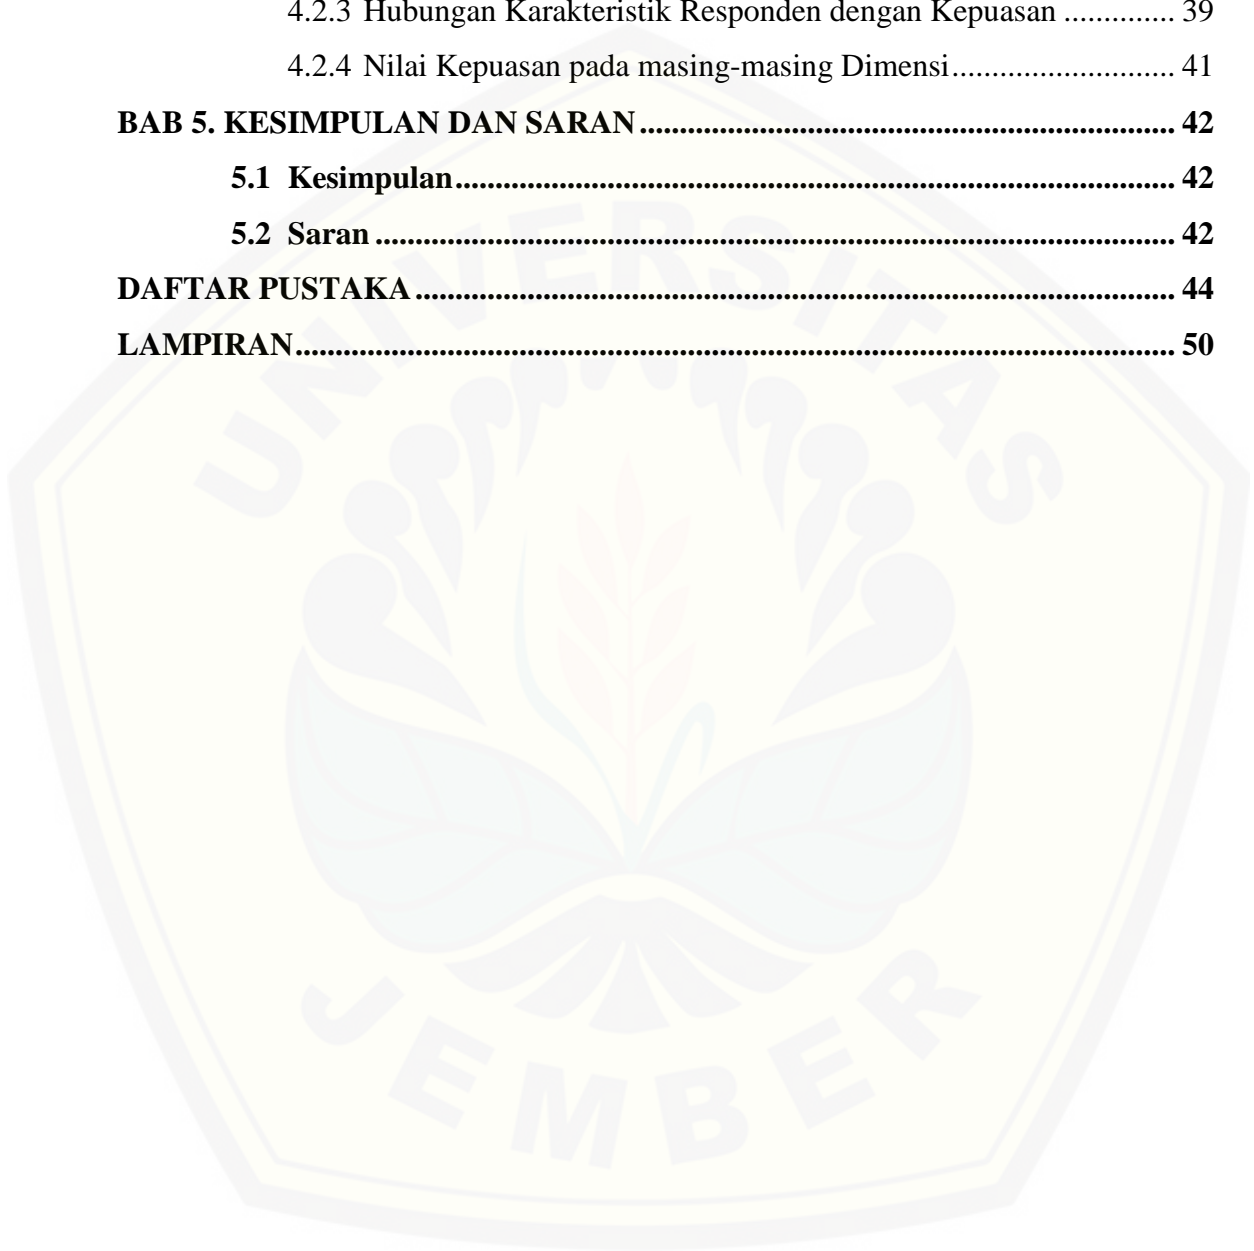 4.2.3 Hubungan Karakteristik Responden dengan Kepuasan .............. 39
4.2.4 Nilai Kepuasan pada masing-masing Dimensi............................ 41
BAB 5. KESIMPULAN DAN SARAN.................................................................. 42
5.1 Kesimpulan......................................................................................... 42
5.2 Saran................................................................................................... 42
DAFTAR PUSTAKA............................................................................................. 44
LAMPIRAN............................................................................................................ 50
UNIVERSITAS
JEMBER